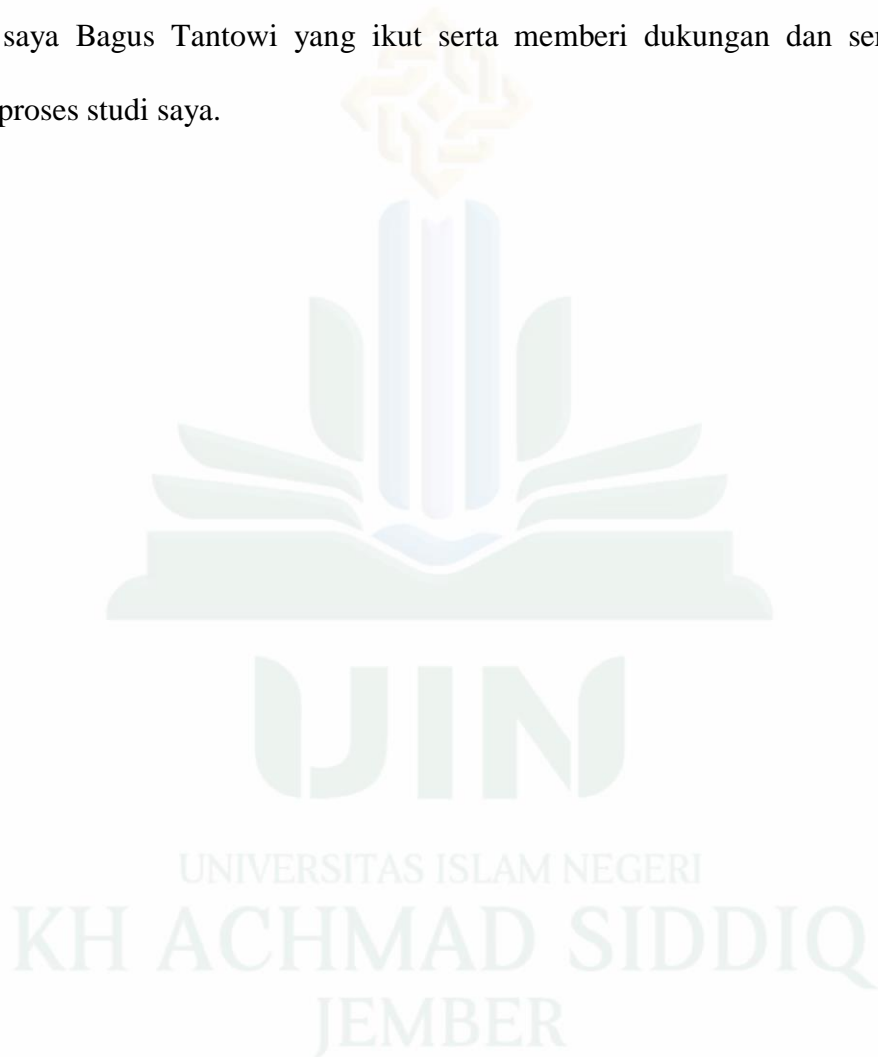 saya Bagus Tantowi yang ikut serta memberi dukungan dan
proses studi saya.
UIN
UNIVERSITAS ISLAM NEGERI
KH ACHMAD SIDDIQ
JEMBER